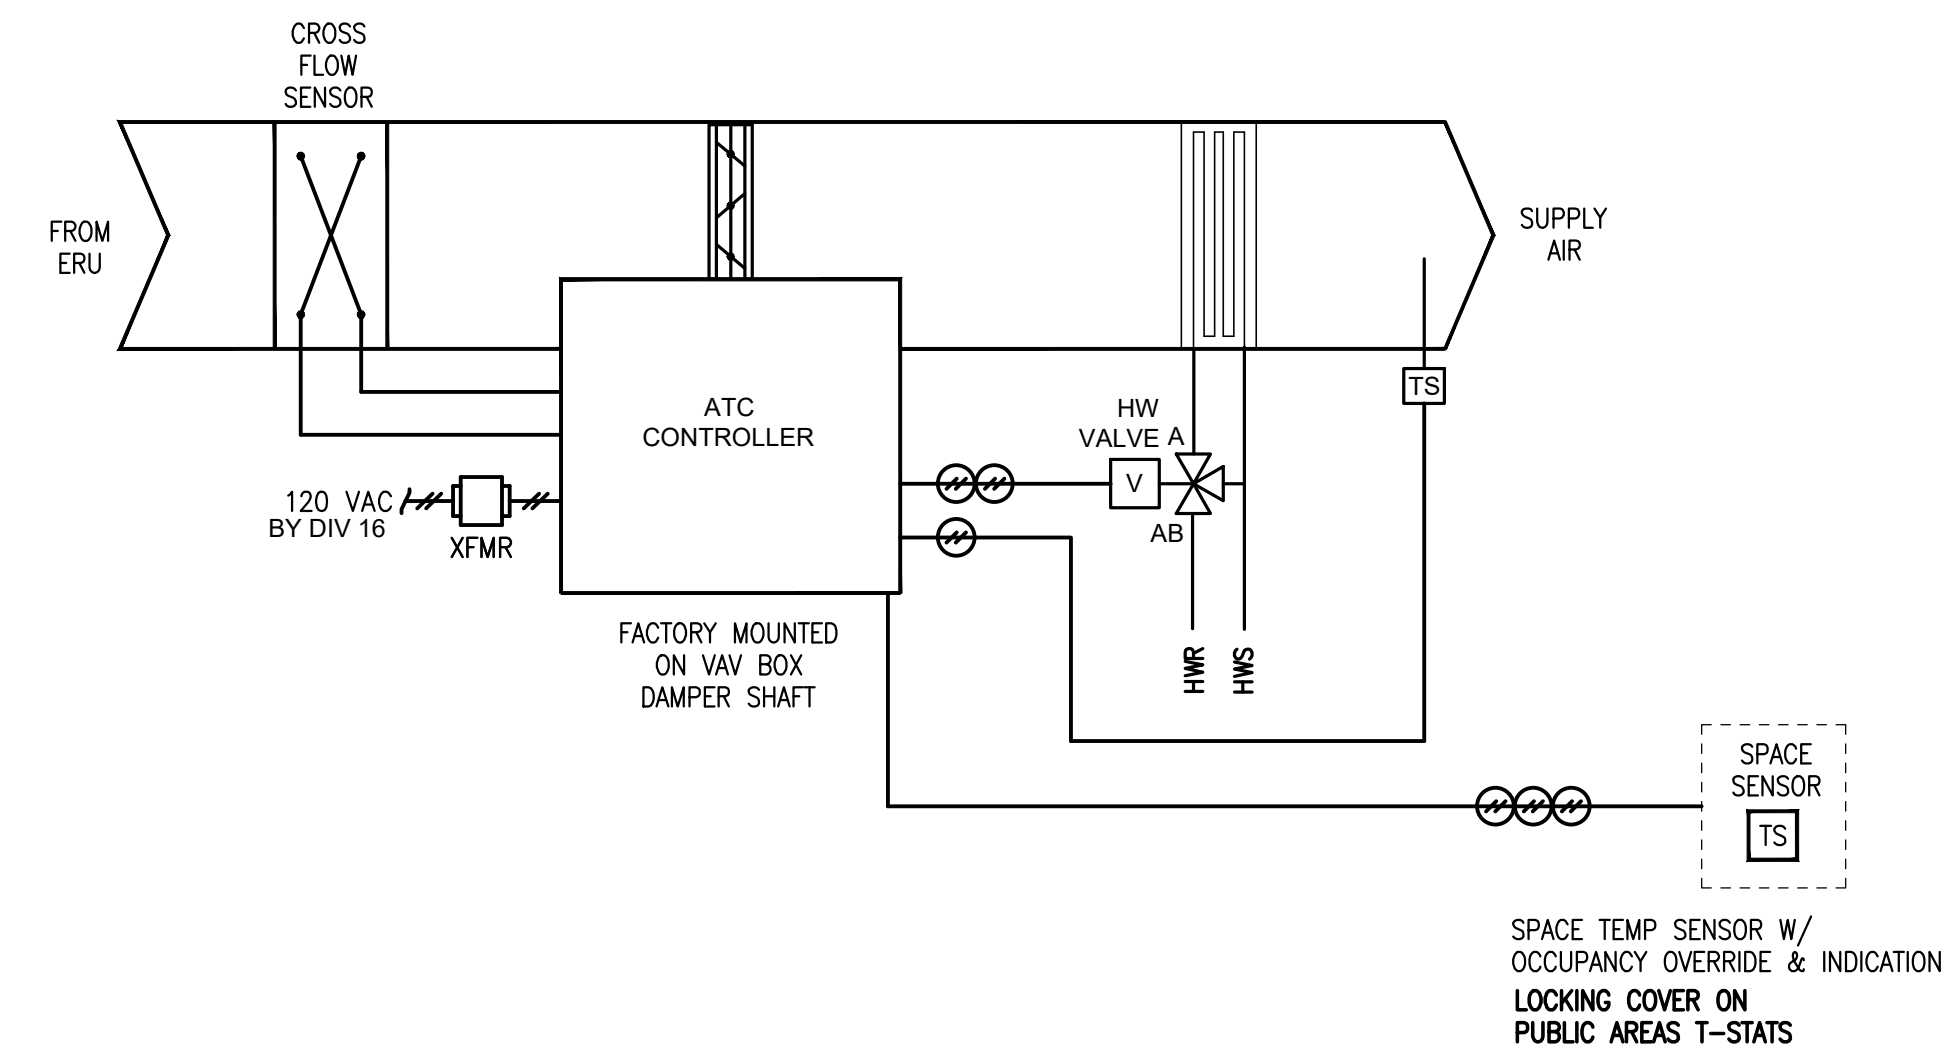 CROSS
FLOW
SENSOR
FROM
ERU
SUPPLY
AIR
TS
ATC
CONTROLLER
HW
VALVE A
V
AB
120 VAC
BY DIV 16
XFMR
FACTORY MOUNTED
ON VAV BOX
DAMPER SHAFT
HWR
HWS
SPACE
SENSOR
TS
SPACE TEMP SENSOR W/
OCCUPANCY OVERRIDE & INDICATION
LOCKING COVER ON
PUBLIC AREAS T-STATS